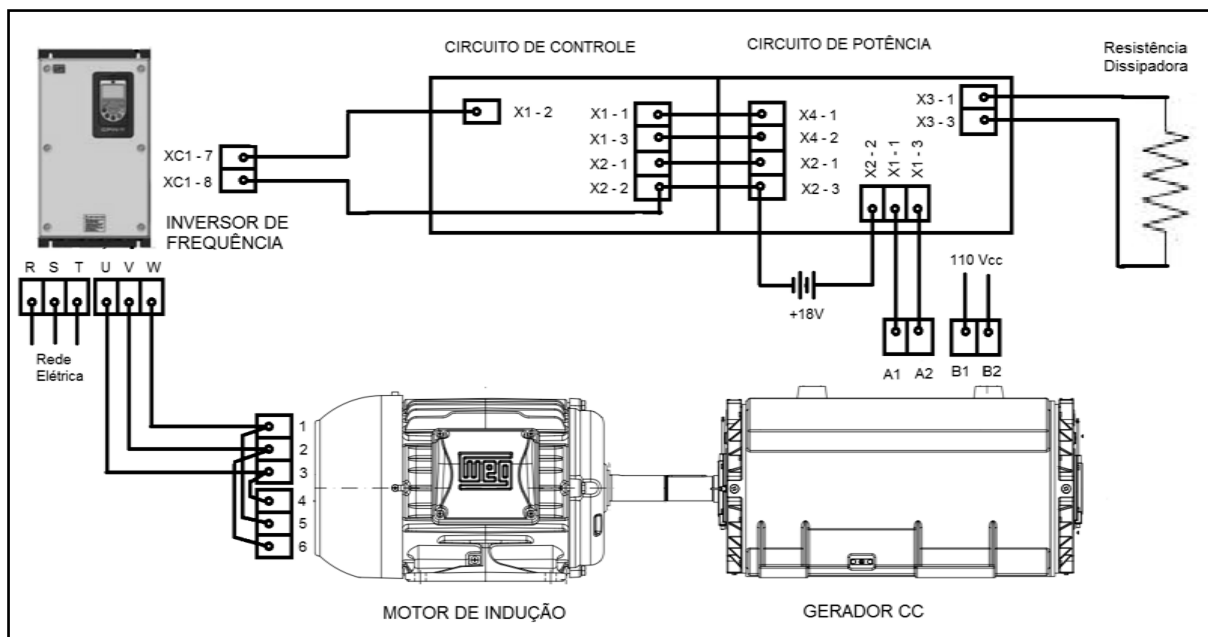 CIRCUITO DE CONTROLE
CIRCUITO DE POTÊNCIA
Resistência
Dissipadora
X1 - 2
X1 - 1
X1 - 3
X2 - 1
X2 - 2
X4 - 1
X4 - 2
X2 - 1
X2 - 3
X3 - 1
X3 - 3
X2 - 2
X1 - 1
X1 - 3
XC1 - 7
XC1 - 8
INVERSOR DE
FREQUÊNCIA
R S T U V W
Rede
Elétrica
+18V
110 Vcc
A1 A2 B1 B2
1
2
3
4
5
6
WEG
MOTOR DE INDUÇÃO
GERADOR CC